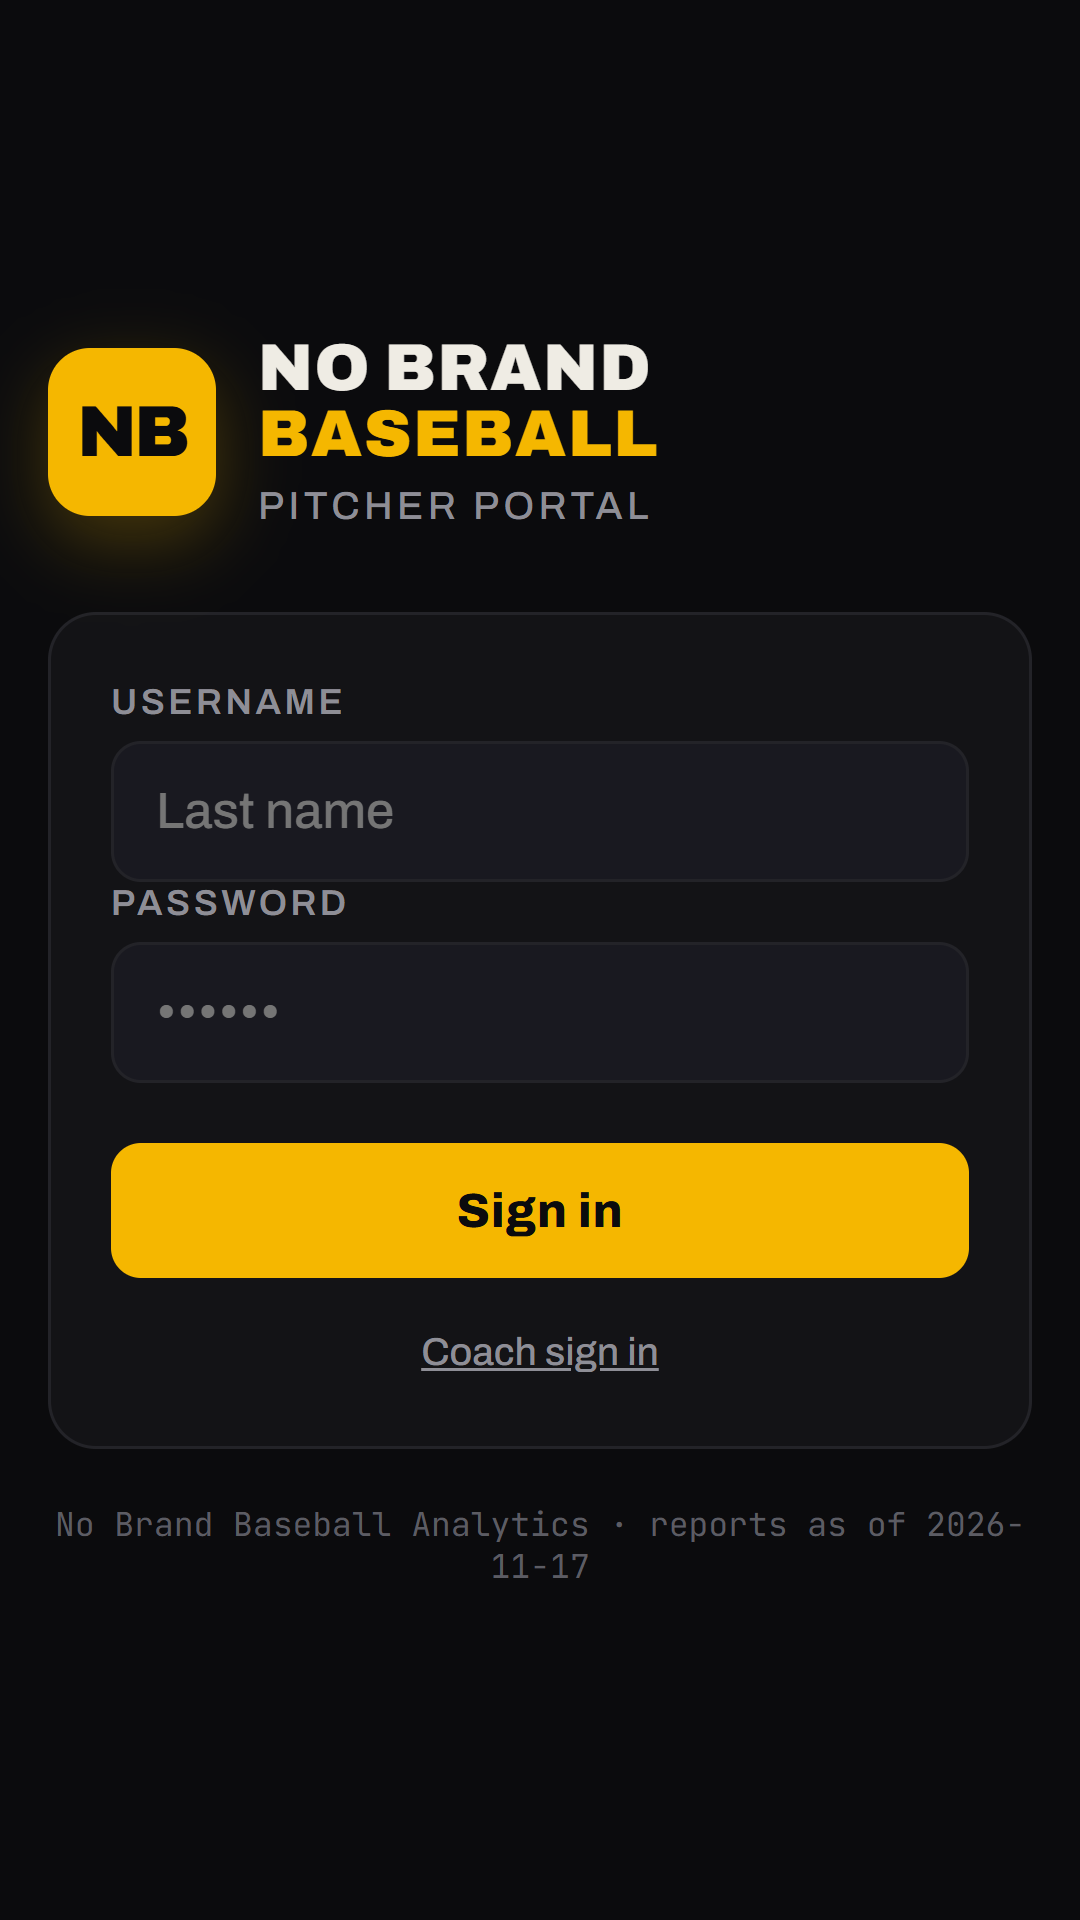 NB
NO BRAND
BASEBALL
PITCHER PORTAL
USERNAME
Last name
PASSWORD
••••••
Sign in
Coach sign in
No Brand Baseball Analytics · reports as of 2026-
11-17